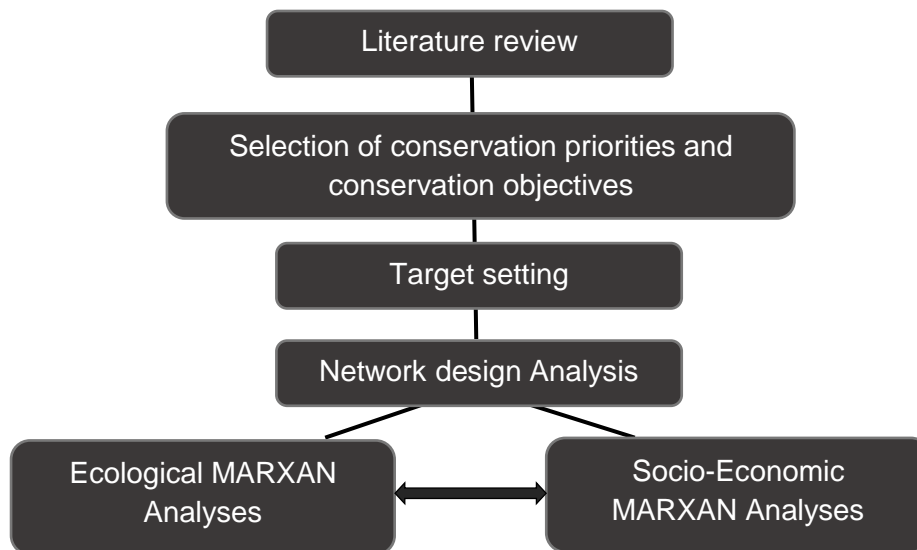 Literature review
Selection of conservation priorities and
conservation objectives
Target setting
Network design Analysis
Ecological MARXAN
Analyses
Socio-Economic
MARXAN Analyses